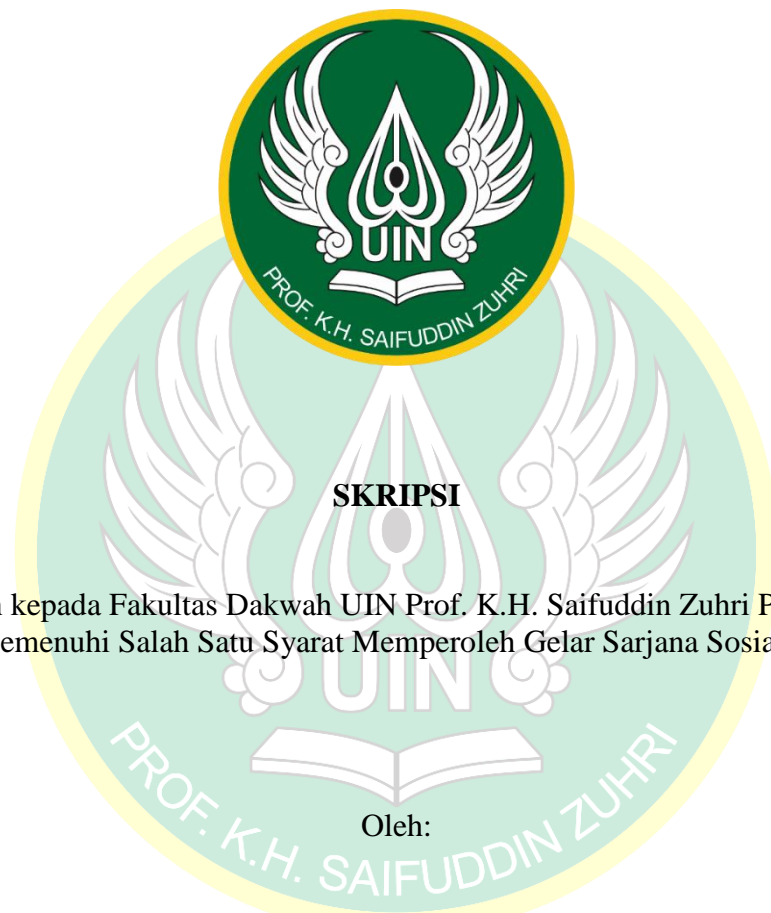 UIN
PROF. K.H. SAIFUDDIN ZUHRI
SKRIPSI
kepada Fakultas Dakwah UIN Prof. K.H. Saifuddin Zuhri
Salah Satu Syarat Memperoleh Gelar Sarjana
UIN
Oleh:
PROF. K.H. SAIFUDDIN ZUHRI